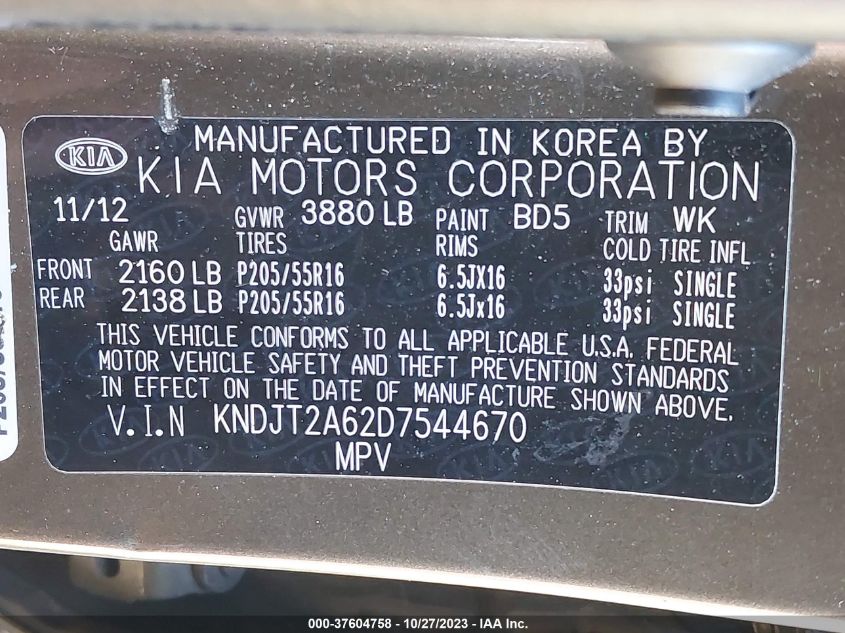 MANUFACTURED IN KOREA BY
KIA KIA MOTORS CORPORATION
11/12 GVWR 3880 LB PAINT BD5 TRIM WK
GAWR TIRES RIMS COLD TIRE INFL
FRONT 2160 LB P205/55R16 6.5JX16 33psi SINGLE
REAR 2138 LB P205/55R16 6.5Jx16 33psi SINGLE
THIS VEHICLE CONFORMS TO ALL APPLICABLE U.S.A. FEDERAL
MOTOR VEHICLE SAFETY AND THEFT PREVENTION STANDARDS
IN EFFECT ON THE DATE OF MANUFACTURE SHOWN ABOVE.
V.I.N KNDJT2A62D7544670
MPV
000-37604758 - 10/27/2023 - IAA Inc.